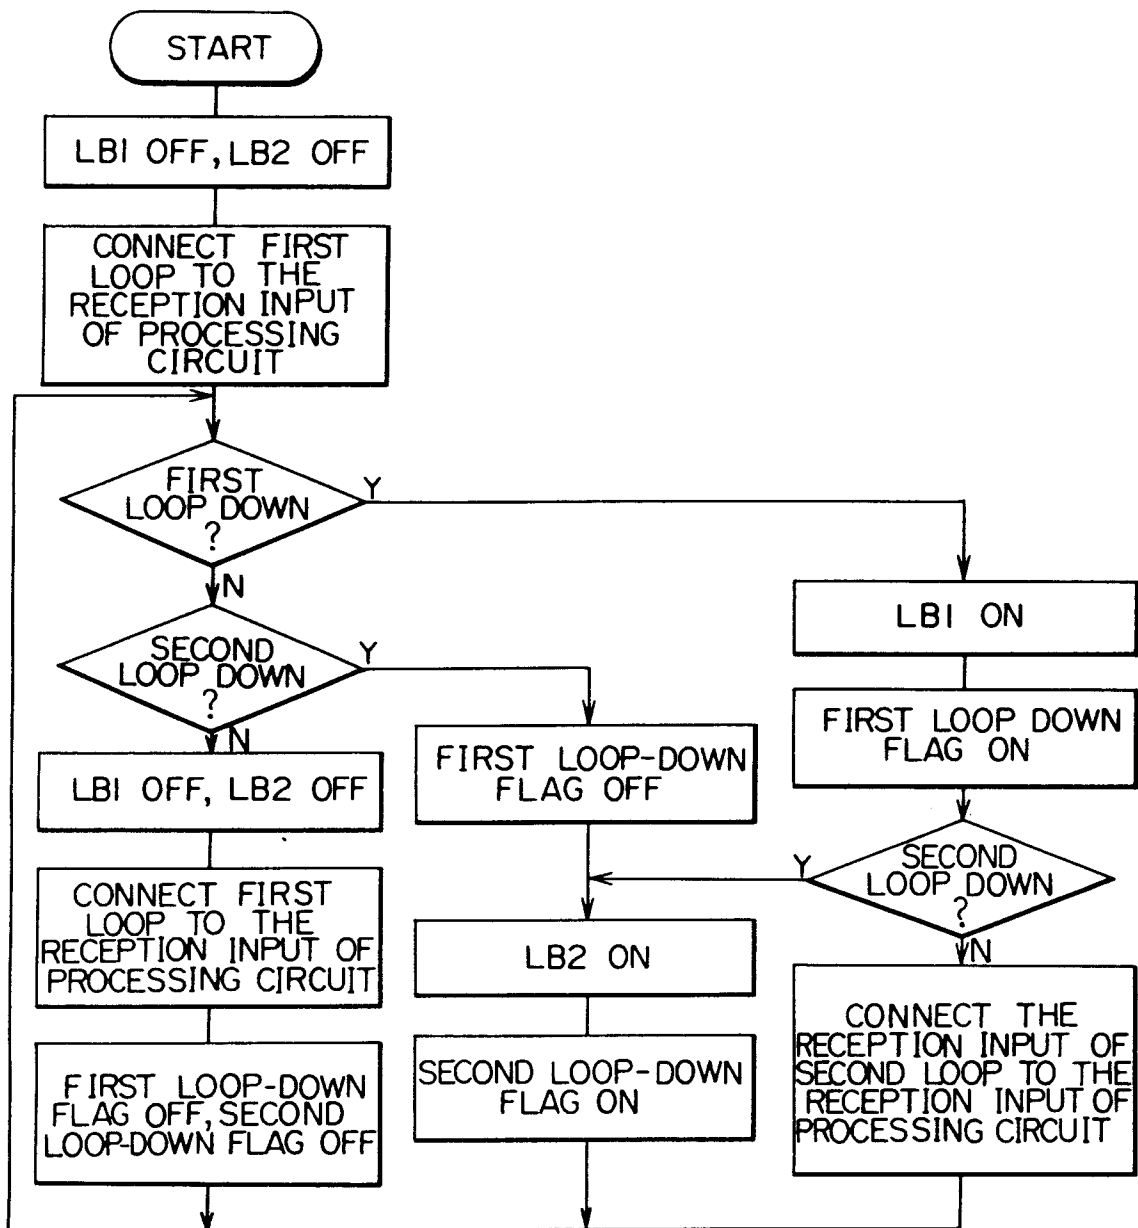 START
LB1 OFF, LB2 OFF
CONNECT FIRST
LOOP TO THE
RECEPTION INPUT
OF PROCESSING
CIRCUIT
FIRST
LOOP DOWN
?
Y
N
SECOND
LOOP DOWN
?
Y
N
LB1 OFF, LB2 OFF
CONNECT FIRST
LOOP TO THE
RECEPTION INPUT OF
PROCESSING CIRCUIT
FIRST LOOP-DOWN
FLAG OFF, SECOND
LOOP-DOWN FLAG OFF
FIRST LOOP-DOWN
FLAG OFF
LB2 ON
SECOND LOOP-DOWN
FLAG ON
LB1 ON
FIRST LOOP DOWN
FLAG ON
SECOND
LOOP DOWN
?
Y
N
CONNECT THE
RECEPTION INPUT OF
SECOND LOOP TO THE
RECEPTION INPUT OF
PROCESSING CIRCUIT